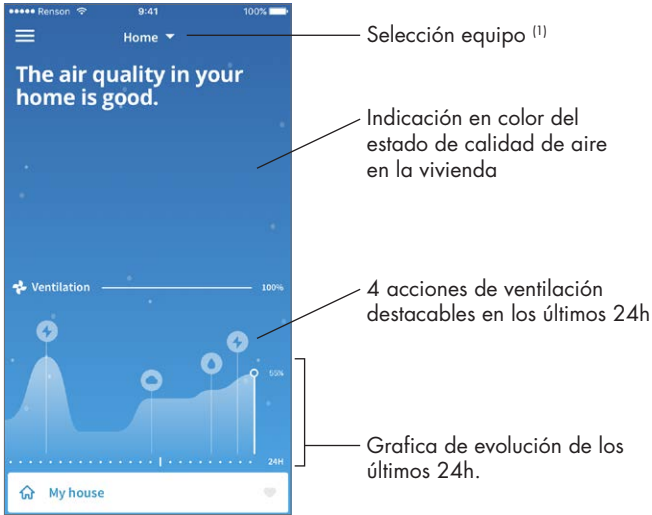 Renson 9:41 100%
Home
The air quality in your
home is good.
Ventilation 100%
55%
24H
My house
Selección equipo (1)
Indicación en color del
estado de calidad de aire
en la vivienda
4 acciones de ventilación
destacables en los últimos 24h
Grafica de evolución de los
últimos 24h.